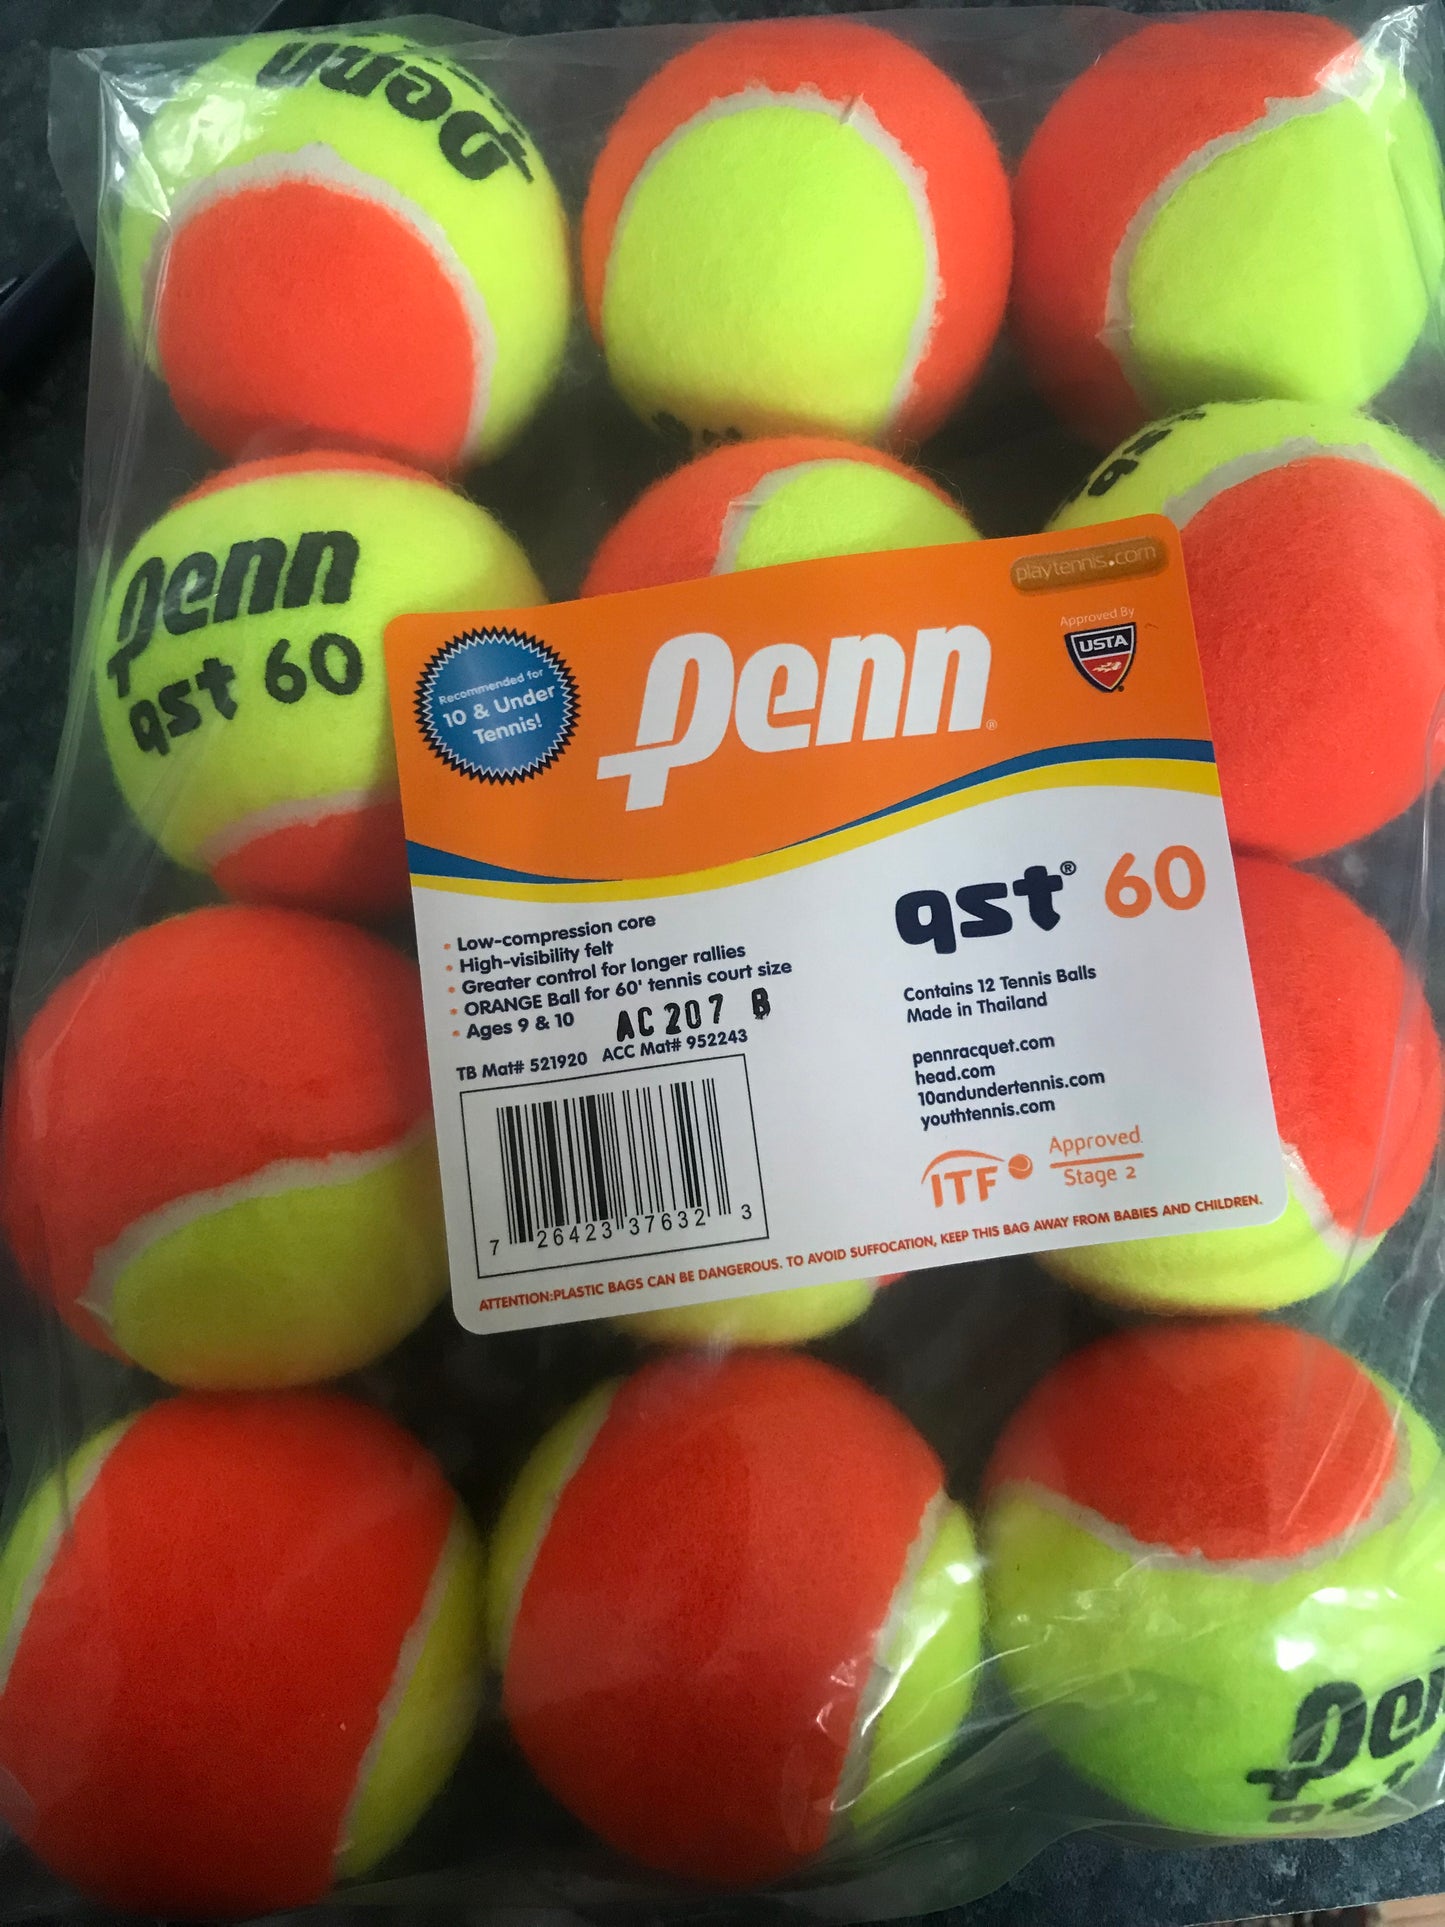 Penn
Penn
qst 60
qst
playtennis.com
Approved By
USTA
Recommended for
10 & Under
Tennis!
Penn®
qst® 60
• Low-compression core
• High-visibility felt
• Greater control for longer rallies
• ORANGE Ball for 60' tennis court size
• Ages 9 & 10
AC 207 B
TB Mat# 521920 ACC Mat# 952243
7 26423 37632 3
Contains 12 Tennis Balls
Made in Thailand
pennracquet.com
head.com
10andundertennis.com
youthtennis.com
ITF Approved
Stage 2
ATTENTION:PLASTIC BAGS CAN BE DANGEROUS. TO AVOID SUFFOCATION, KEEP THIS BAG AWAY FROM BABIES AND CHILDREN.
Pen
qst